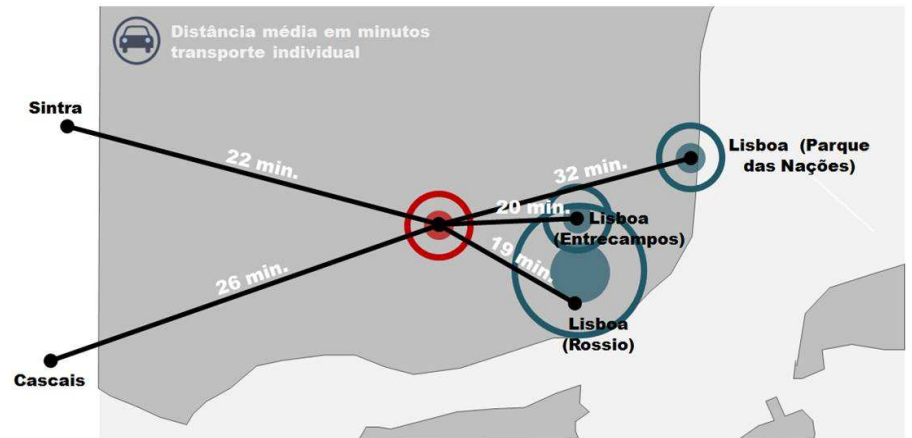 Distância média em minutos
transporte individual
Sintra
22 min.
32 min.
Lisboa (Parque
das Nações)
20 min.
Lisboa
(Entrecampos)
19 min.
26 min.
Lisboa
(Rossio)
Cascais